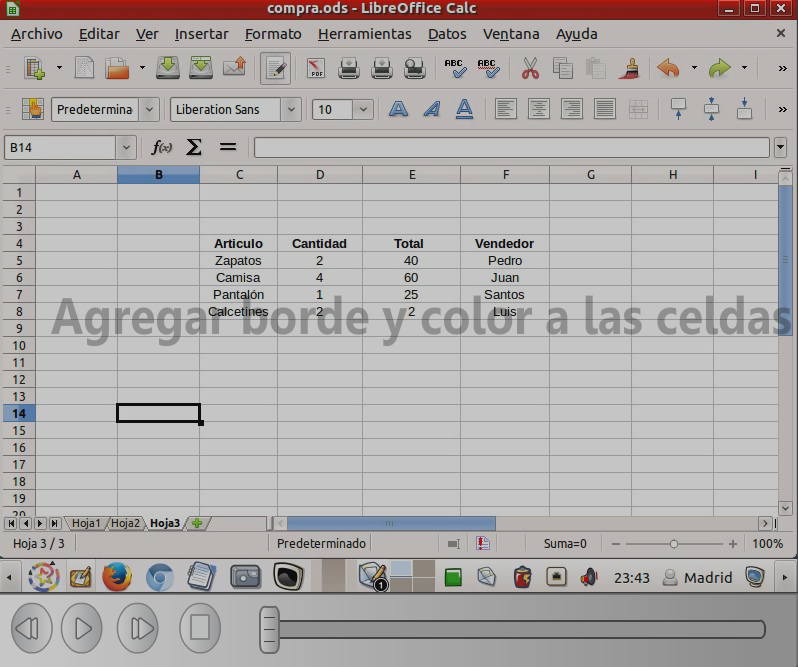 compra.ods - LibreOffice Calc
Archivo Editar Ver Insertar Formato Herramientas Datos Ventana Ayuda ×
PDF ABC ABC »
Predetermina Liberation Sans 10 »
B14 f(x) Σ =
A B C D E F G H I
1
2
3
4 Articulo Cantidad Total Vendedor
5 Zapatos 2 40 Pedro
6 Camisa 4 60 Juan
7 Pantalón 1 25 Santos
8 Calcetines 2 2 Luis
Agregar borde y color a las celdas
9
10
11
12
13
14
15
16
17
18
19
20
Hoja1 Hoja2 Hoja3
Hoja 3 / 3 Predeterminado Suma=0 100%
1 23:43 Madrid